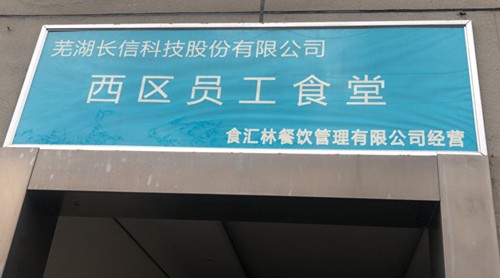 芜湖长信科技股份有限公司
西区员工食堂
食汇林餐饮管理有限公司经营